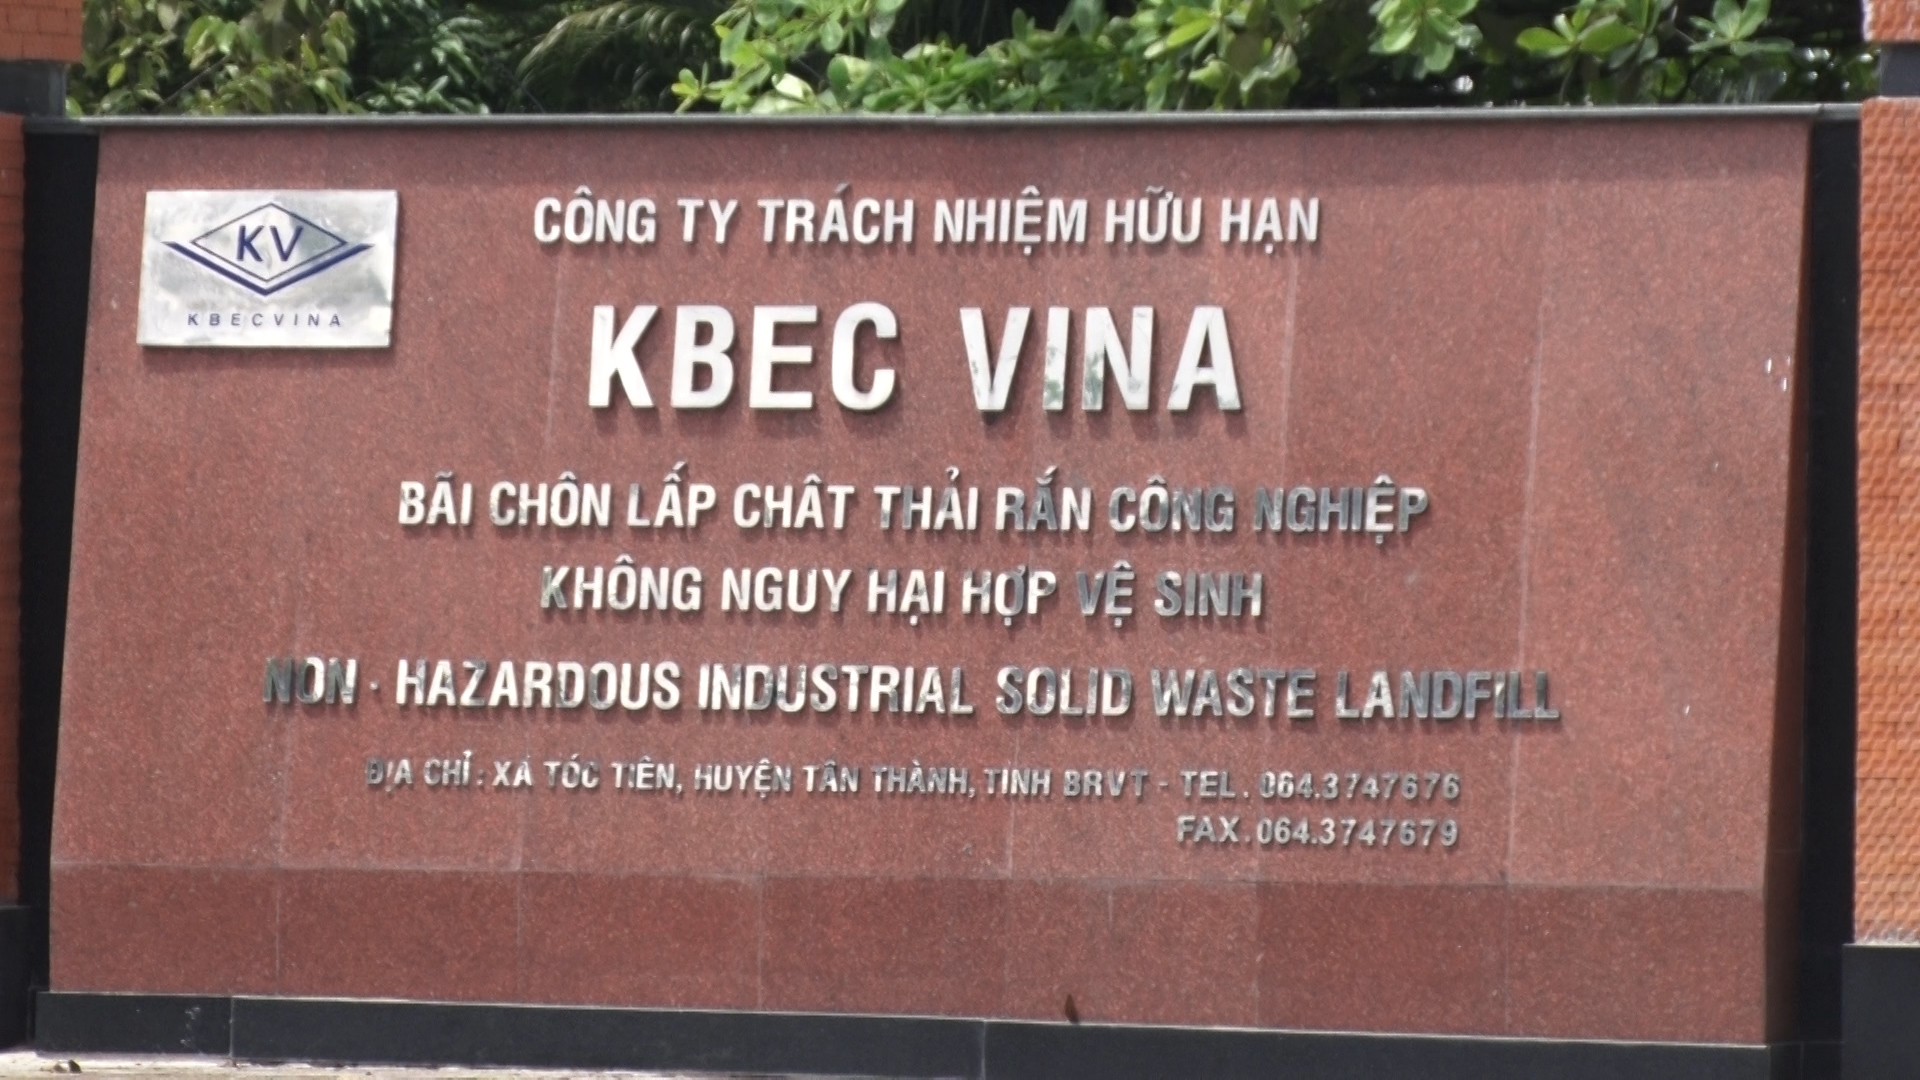 KV
KBECVINA
CÔNG TY TRÁCH NHIỆM HỮU HẠN
KBEC VINA
BÃI CHÔN LẤP CHÂT THẢI RẮN CÔNG NGHIỆP
KHÔNG NGUY HẠI HỢP VỆ SINH
NON - HAZARDOUS INDUSTRIAL SOLID WASTE LANDFILL
ĐỊA CHỈ : XÃ TÓC TIÊN, HUYỆN TÂN THÀNH, TINH BRVT - TEL. 064.3747676
FAX. 064.3747679